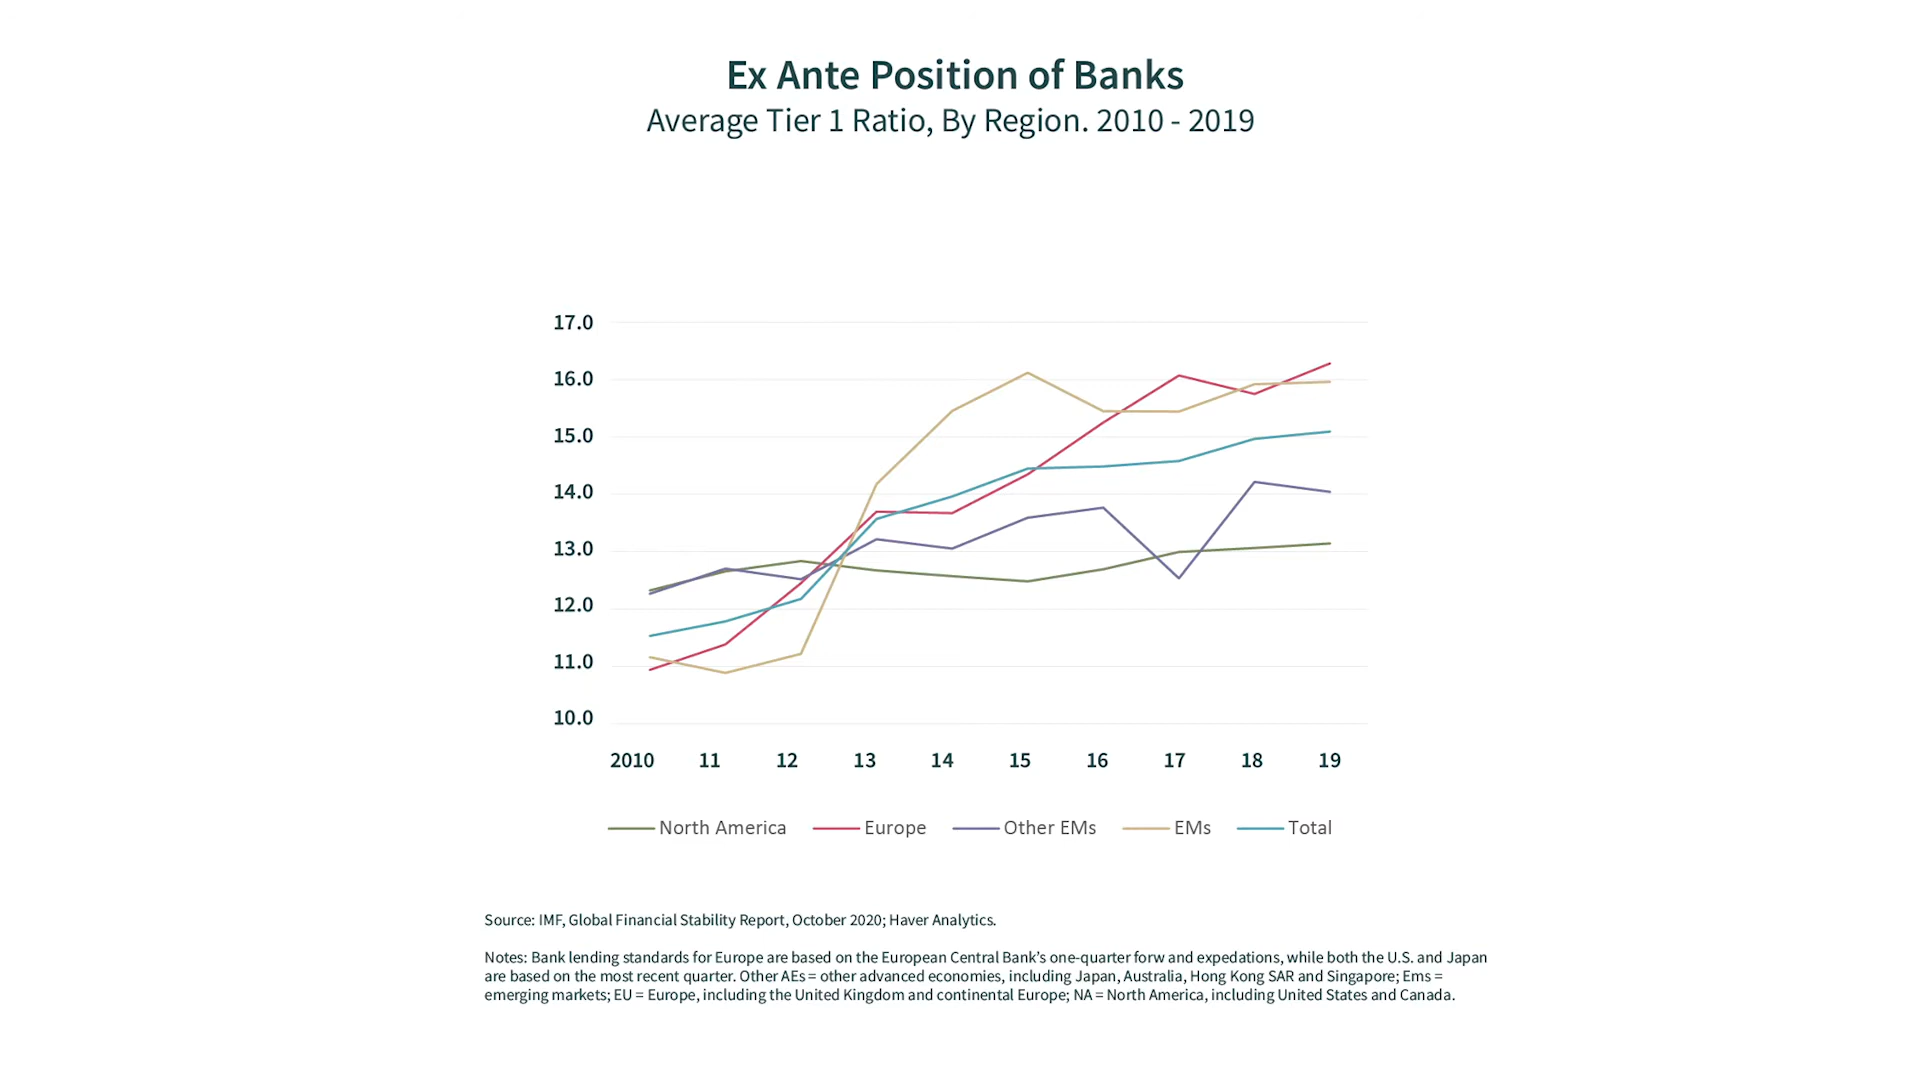 Ex Ante Position of Banks
Average Tier 1 Ratio, By Region. 2010 - 2019
17.0
16.0
15.0
14.0
13.0
12.0
11.0
10.0
2010 11 12 13 14 15 16 17 18 19
North America Europe Other EMs EMs Total
Source: IMF, Global Financial Stability Report, October 2020; Haver Analytics.
Notes: Bank lending standards for Europe are based on the European Central Bank's one-quarter forw and expedations, while both the U.S. and Japan
are based on the most recent quarter. Other AEs = other advanced economies, including Japan, Australia, Hong Kong SAR and Singapore; Ems =
emerging markets; EU = Europe, including the United Kingdom and continental Europe; NA = North America, including United States and Canada.